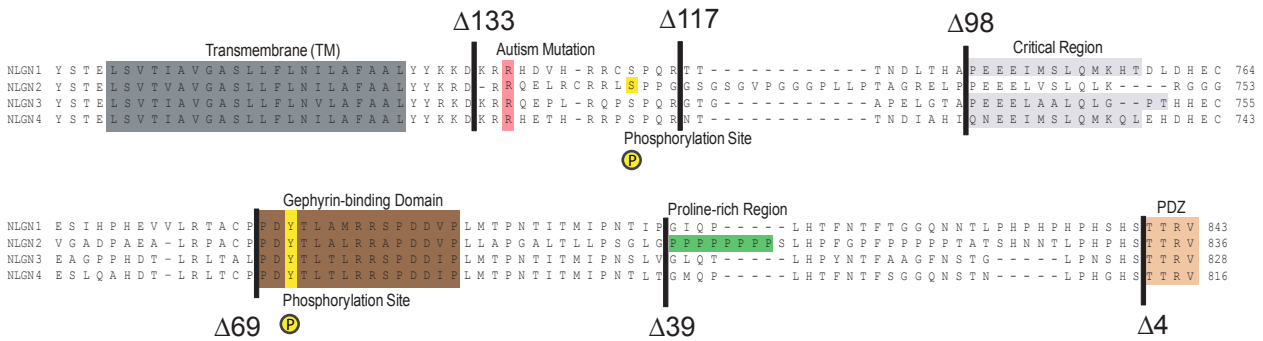 Δ133
Δ117
Δ98
Transmembrane (TM)
Autism Mutation
Critical Region
NLGN1 Y S T E L S V T I A V G A S L L F L N I L A F A A L Y Y K K D K R R H D V H - R R C S P Q R T T - - - - - - - - - - - - T N D L T H A P E E E I M S L Q M K H T D L D H E C 764
NLGN2 Y S T V L S V T I A V G A S L L F L N I L A F A A L Y Y K R D - R R Q E L R C R R L S P P G G S G S G V P G G G P L L P T A G R E L P P E E E L V S L Q L K - - - - R G G G 753
NLGN3 Y S T E L S V T I A V G A S L L F L N V L A F A A L Y Y R K D K R R Q E P L - R Q P S P Q R G T G - - - - - - - - - - - A P E L G T A P E E E L A A L Q L G - - P T H H E C 755
NLGN4 Y S T E L S V T I A V G A S L L F L N I L A F A A L Y Y K K D K R R H E T H - R R P S P Q R N T - - - - - - - - - - - - T N D I A H I Q N E E I M S L Q M K Q L E H D H E C 743
Phosphorylation Site
P
Gephyrin-binding Domain
Proline-rich Region
PDZ
NLGN1 E S I H P H E V V L R T A C P P D Y T L A M R R S P D D V P L M T P N T I T M I P N T I P G I Q P - - - - - L H T F N T F T G G Q N N T L P H P H P H P H P H S T T R V 843
NLGN2 V G A D P A E A - L R P A C P P D Y T L A L R R A P D D V P L L A P G A L T L L P S G L G P P P P P P P P S L H P F G P F P P P P P T A T S H N N T L P H P H S T T R V 836
NLGN3 E A G P P H D T - L R L T A L P D Y T L T L R R S P D D I P L M T P N T I T M I P N S L V G L Q T - - - - - L H P Y N T F A A G F N S T G - - - - - L P N S H S T T R V 828
NLGN4 E S L Q A H D T - L R L T C P P D Y T L T L R R S P D D I P L M T P N T I T M I P N T L T G M Q P - - - - - L H T F N T F S G G Q N S T N - - - - - L P H G H S T T R V 816
Phosphorylation Site
P
Δ69
Δ39
Δ4